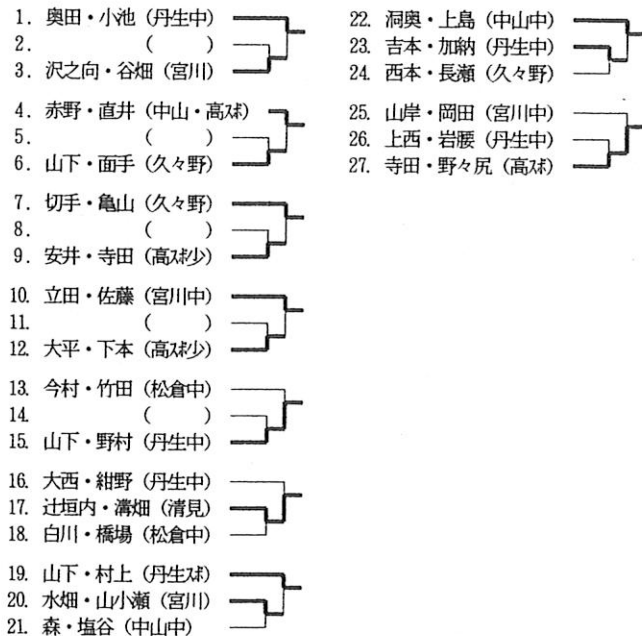 1. 奥田・小池 (丹生中)
2. ( )
3. 沢之向・谷畑 (宮川)
4. 赤野・直井 (中山・高スポ)
5. ( )
6. 山下・面手 (久々野)
7. 切手・亀山 (久々野)
8. ( )
9. 安井・寺田 (高スポ少)
10. 立田・佐藤 (宮川中)
11. ( )
12. 大平・下本 (高スポ少)
13. 今村・竹田 (松倉中)
14. ( )
15. 山下・野村 (丹生中)
16. 大西・紺野 (丹生中)
17. 辻垣内・溝畑 (清見)
18. 白川・橋場 (松倉中)
19. 山下・村上 (丹生スポ)
20. 水畑・山小瀬 (宮川)
21. 森・塩谷 (中山中)
22. 洞奥・上島 (中山中)
23. 吉本・加納 (丹生中)
24. 西本・長瀬 (久々野)
25. 山岸・岡田 (宮川中)
26. 上西・岩腰 (丹生中)
27. 寺田・野々尻 (高スポ)